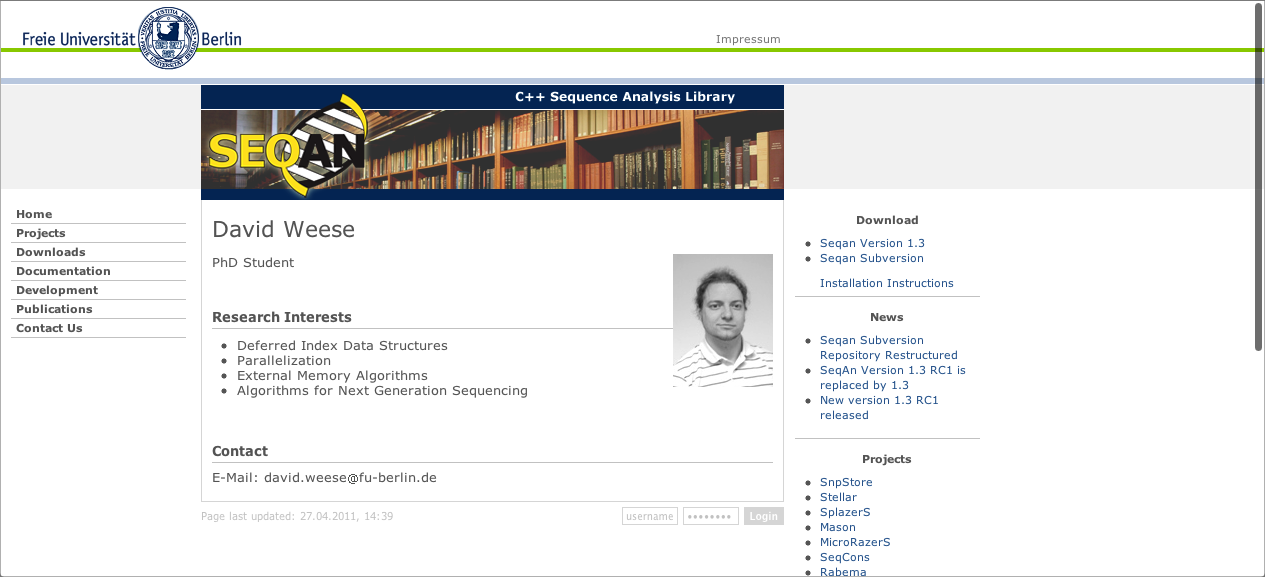 Freie Universität Berlin
Impressum
C++ Sequence Analysis Library
SEQAN
Home
Projects
Downloads
Documentation
Development
Publications
Contact Us
David Weese
PhD Student
Research Interests
Deferred Index Data Structures
Parallelization
External Memory Algorithms
Algorithms for Next Generation Sequencing
Contact
E-Mail: david.weese@fu-berlin.de
Page last updated: 27.04.2011, 14:39
username
••••••••
Login
Download
Seqan Version 1.3
Seqan Subversion
Installation Instructions
News
Seqan Subversion
Repository Restructured
SeqAn Version 1.3 RC1 is
replaced by 1.3
New version 1.3 RC1
released
Projects
SnpStore
Stellar
SplazerS
Mason
MicroRazerS
SeqCons
Rabema